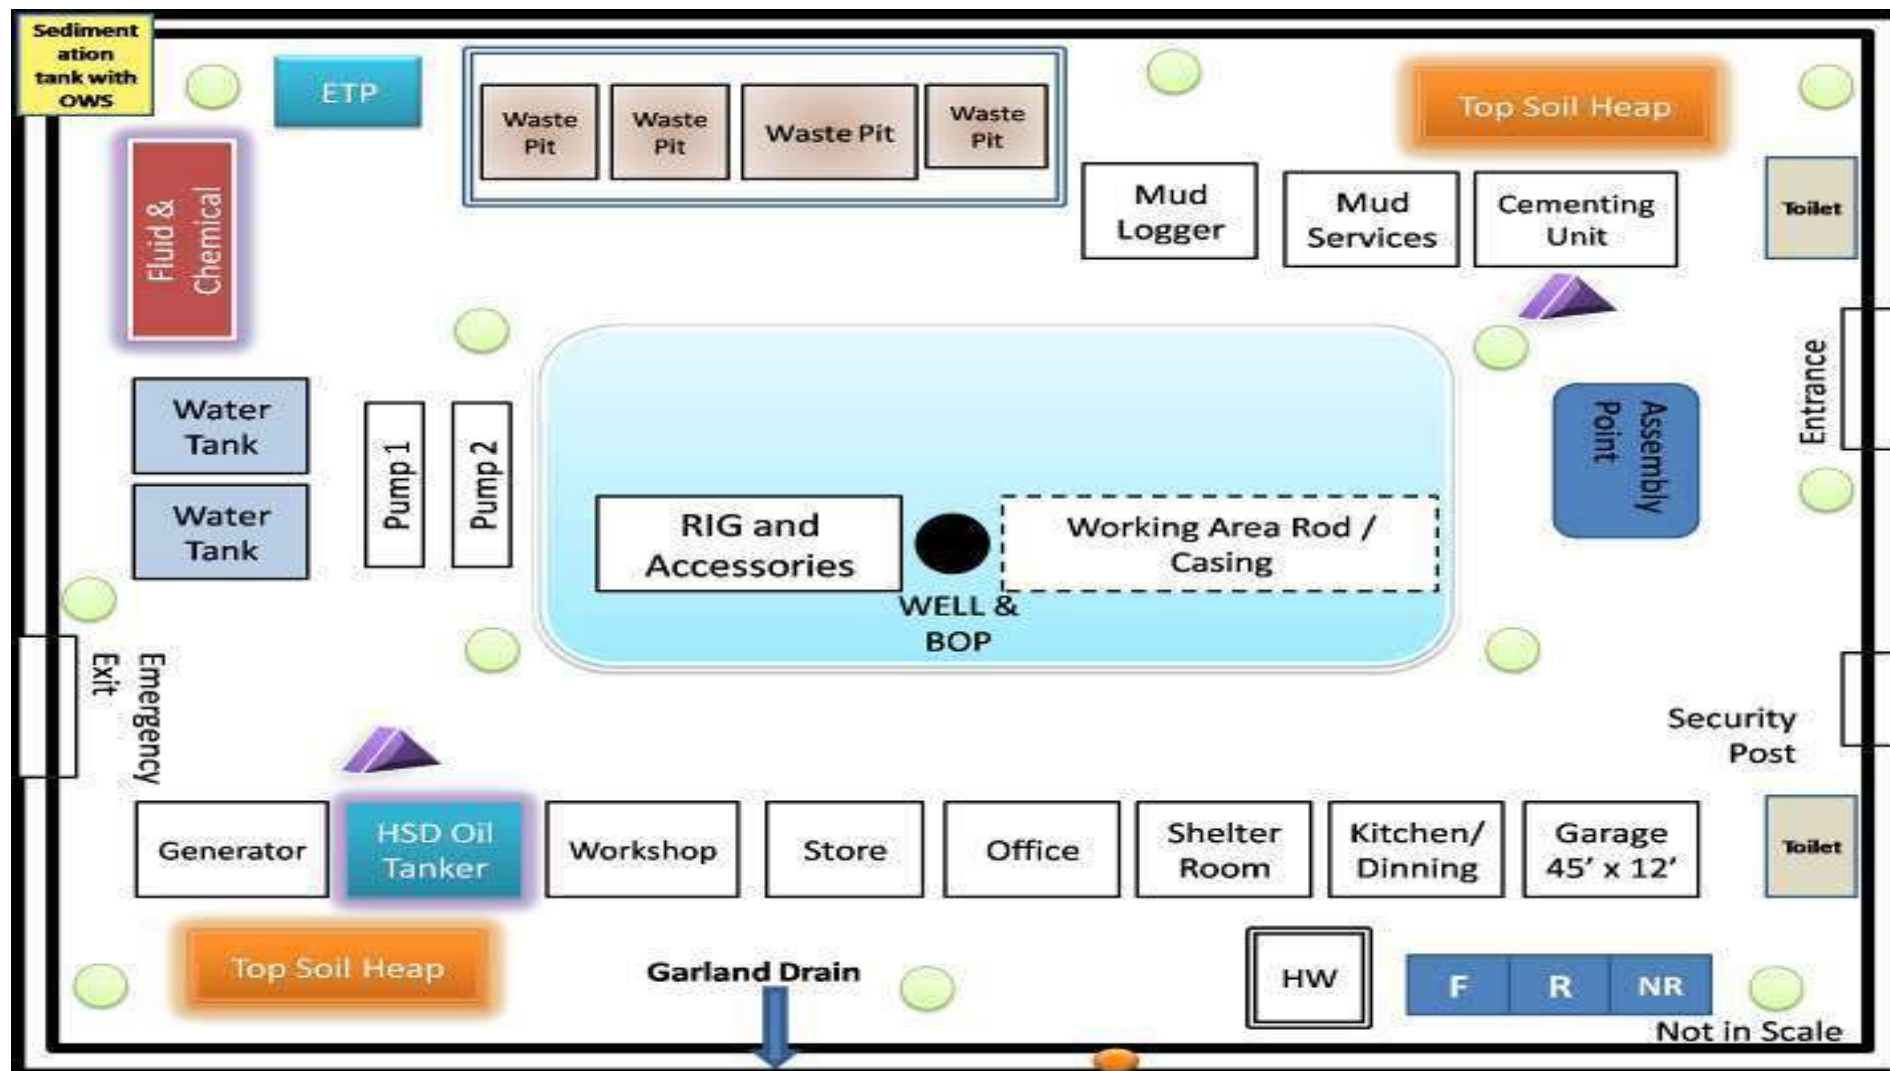 Sediment
ation
tank with
OWS
ETP
Waste
Pit
Waste
Pit
Waste Pit
Waste
Pit
Top Soil Heap
Fluid &
Chemical
Mud
Logger
Mud
Services
Cementing
Unit
Toilet
Entrance
Water
Tank
Water
Tank
Pump 1
Pump 2
RIG and
Accessories
WELL &
BOP
Working Area Rod /
Casing
Assembly
Point
Emergency
Exit
Security
Post
Generator
HSD Oil
Tanker
Workshop
Store
Office
Shelter
Room
Kitchen/
Dinning
Garage
45’ x 12’
Toilet
Top Soil Heap
Garland Drain
HW
F
R
NR
Not in Scale